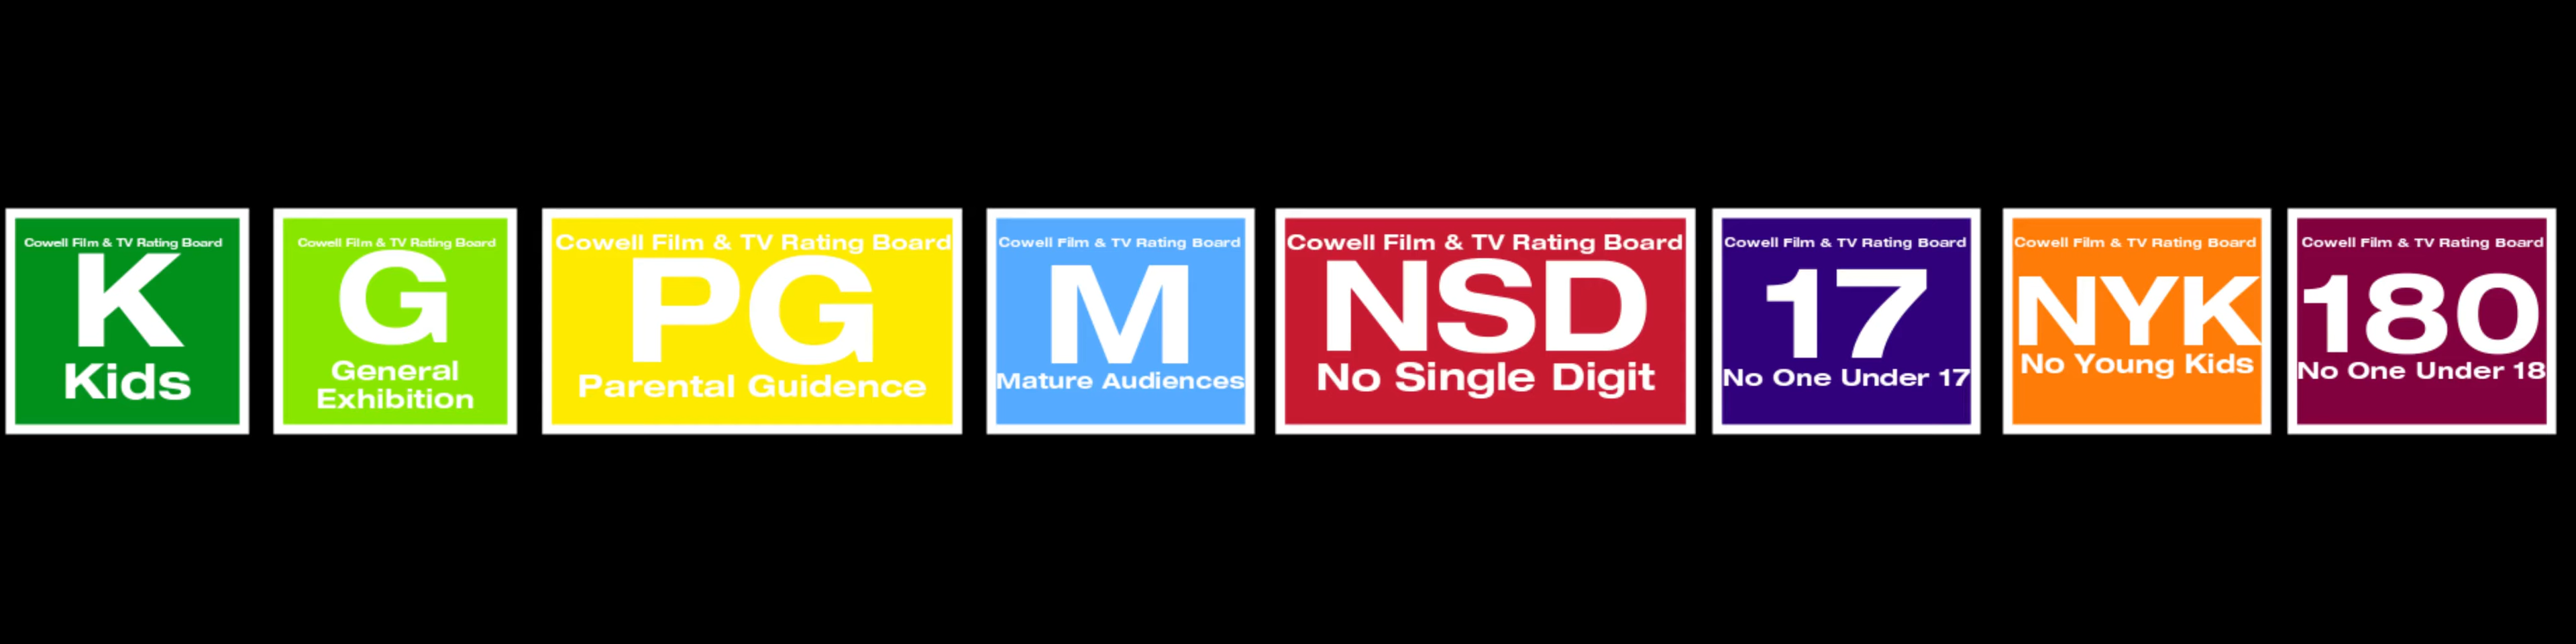 Cowell Film & TV Rating Board
K
Kids
Cowell Film & TV Rating Board
G
General
Exhibition
Cowell Film & TV Rating Board
PG
Parental Guidence
Cowell Film & TV Rating Board
M
Mature Audiences
Cowell Film & TV Rating Board
NSD
No Single Digit
Cowell Film & TV Rating Board
17
No One Under 17
Cowell Film & TV Rating Board
NYK
No Young Kids
Cowell Film & TV Rating Board
180
No One Under 18